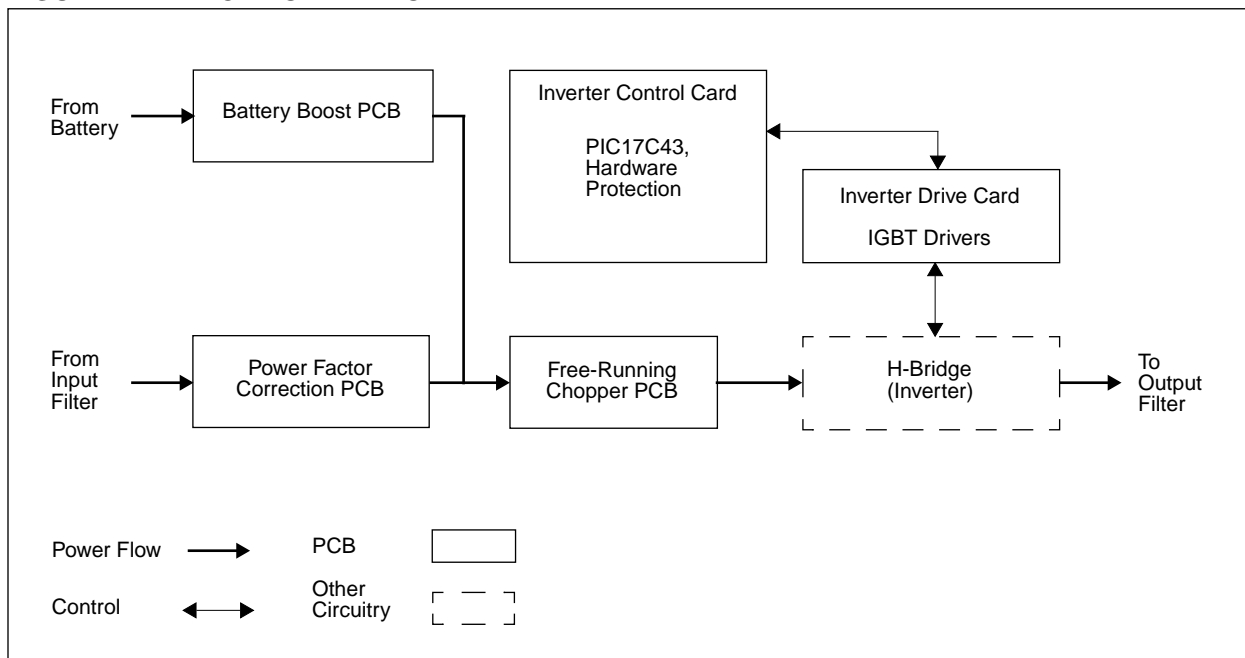 From
Battery
Battery Boost PCB
Inverter Control Card
PIC17C43,
Hardware
Protection
Inverter Drive Card
IGBT Drivers
From
Input
Filter
Power Factor
Correction PCB
Free-Running
Chopper PCB
H-Bridge
(Inverter)
To
Output
Filter
Power Flow
PCB
Control
Other
Circuitry